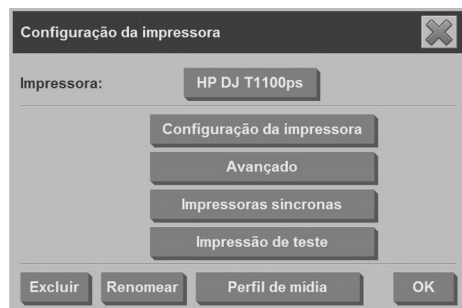 Configuração da impressora
Impressora: HP DJ T1100ps
Configuração da impressora
Avançado
Impressoras sincronas
Impressão de teste
Excluir Renomear Perfil de mídia OK